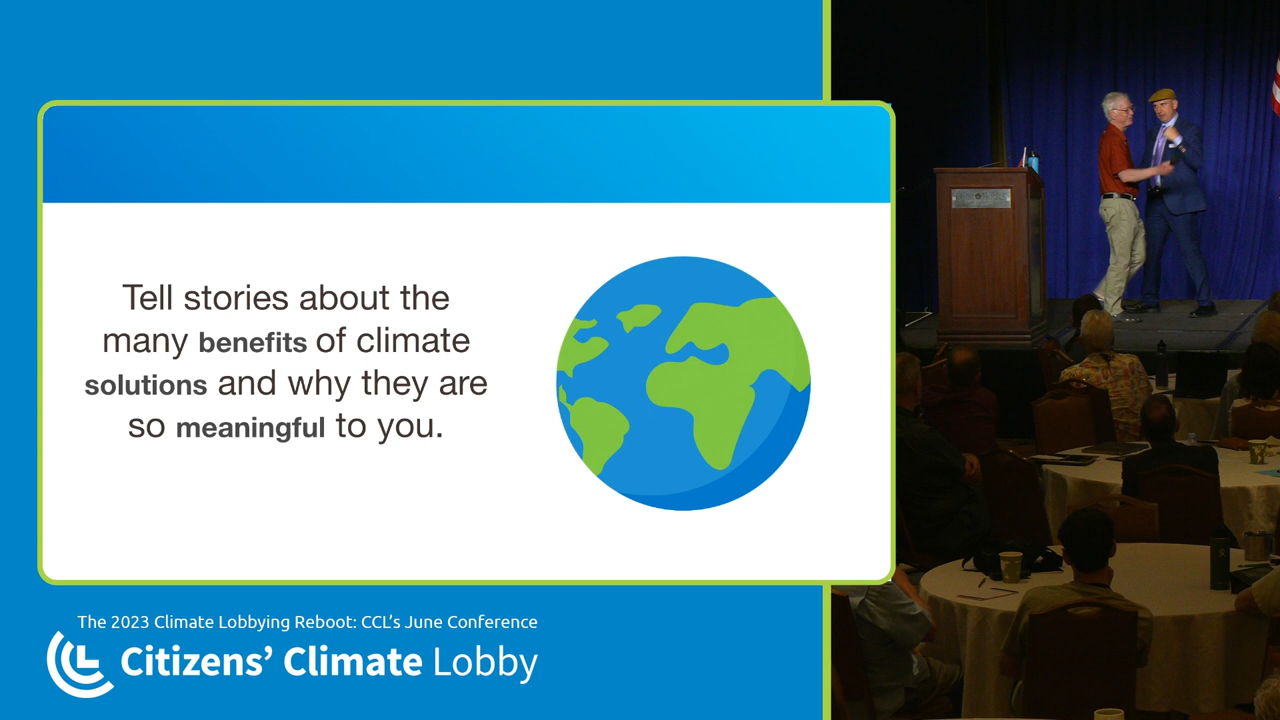 Tell stories about the
many benefits of climate
solutions and why they are
so meaningful to you.
The 2023 Climate Lobbying Reboot: CCL's June Conference
Citizens' Climate Lobby